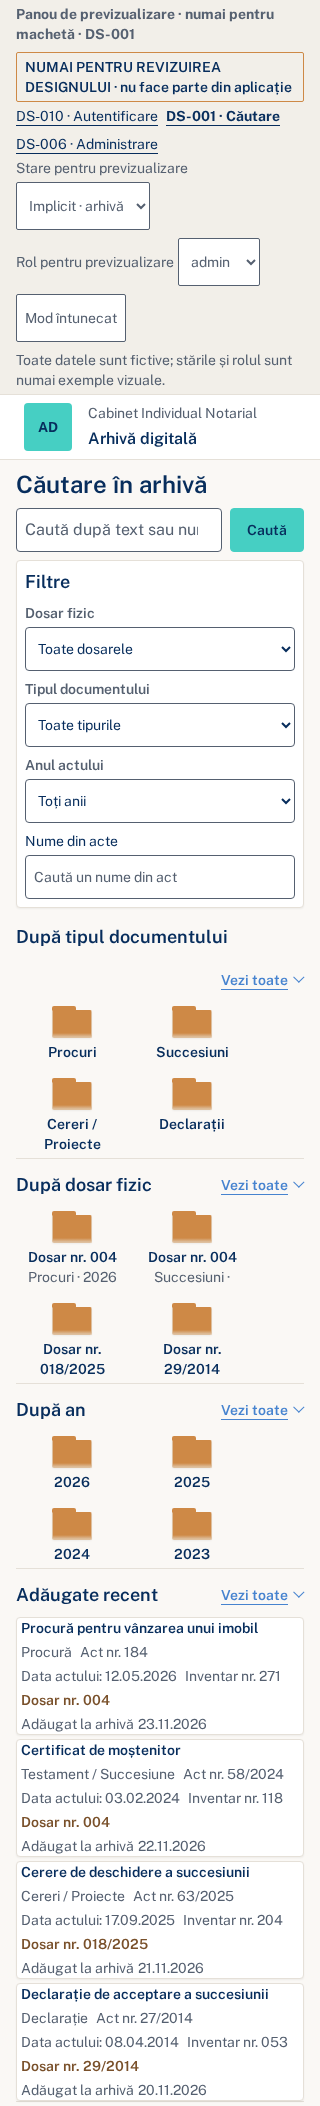 Panou de previzualizare · numai pentru
machetă · DS-001
NUMAI PENTRU REVIZUIREA
DESIGNULUI · nu face parte din aplicație
DS-010 · Autentificare DS-001 · Căutare
DS-006 · Administrare
Stare pentru previzualizare
Implicit · arhivă
Rol pentru previzualizare admin
Mod întunecat
Toate datele sunt fictive; stările și rolul sunt
numai exemple vizuale.
AD
Cabinet Individual Notarial
Arhivă digitală
Căutare în arhivă
Caută după text sau nu
Caută
Filtre
Dosar fizic
Toate dosarele
Tipul documentului
Toate tipurile
Anul actului
Toți anii
Nume din acte
Caută un nume din act
După tipul documentului
Vezi toate
Procuri Succesiuni
Cereri / Declarații
Proiecte
După dosar fizic Vezi toate
Dosar nr. 004 Dosar nr. 004
Procuri · 2026 Succesiuni ·
Dosar nr. Dosar nr.
018/2025 29/2014
După an Vezi toate
2026 2025
2024 2023
Adăugate recent Vezi toate
Procură pentru vânzarea unui imobil
Procură Act nr. 184
Data actului: 12.05.2026 Inventar nr. 271
Dosar nr. 004
Adăugat la arhivă 23.11.2026
Certificat de moștenitor
Testament / Succesiune Act nr. 58/2024
Data actului: 03.02.2024 Inventar nr. 118
Dosar nr. 004
Adăugat la arhivă 22.11.2026
Cerere de deschidere a succesiunii
Cereri / Proiecte Act nr. 63/2025
Data actului: 17.09.2025 Inventar nr. 204
Dosar nr. 018/2025
Adăugat la arhivă 21.11.2026
Declarație de acceptare a succesiunii
Declarație Act nr. 27/2014
Data actului: 08.04.2014 Inventar nr. 053
Dosar nr. 29/2014
Adăugat la arhivă 20.11.2026